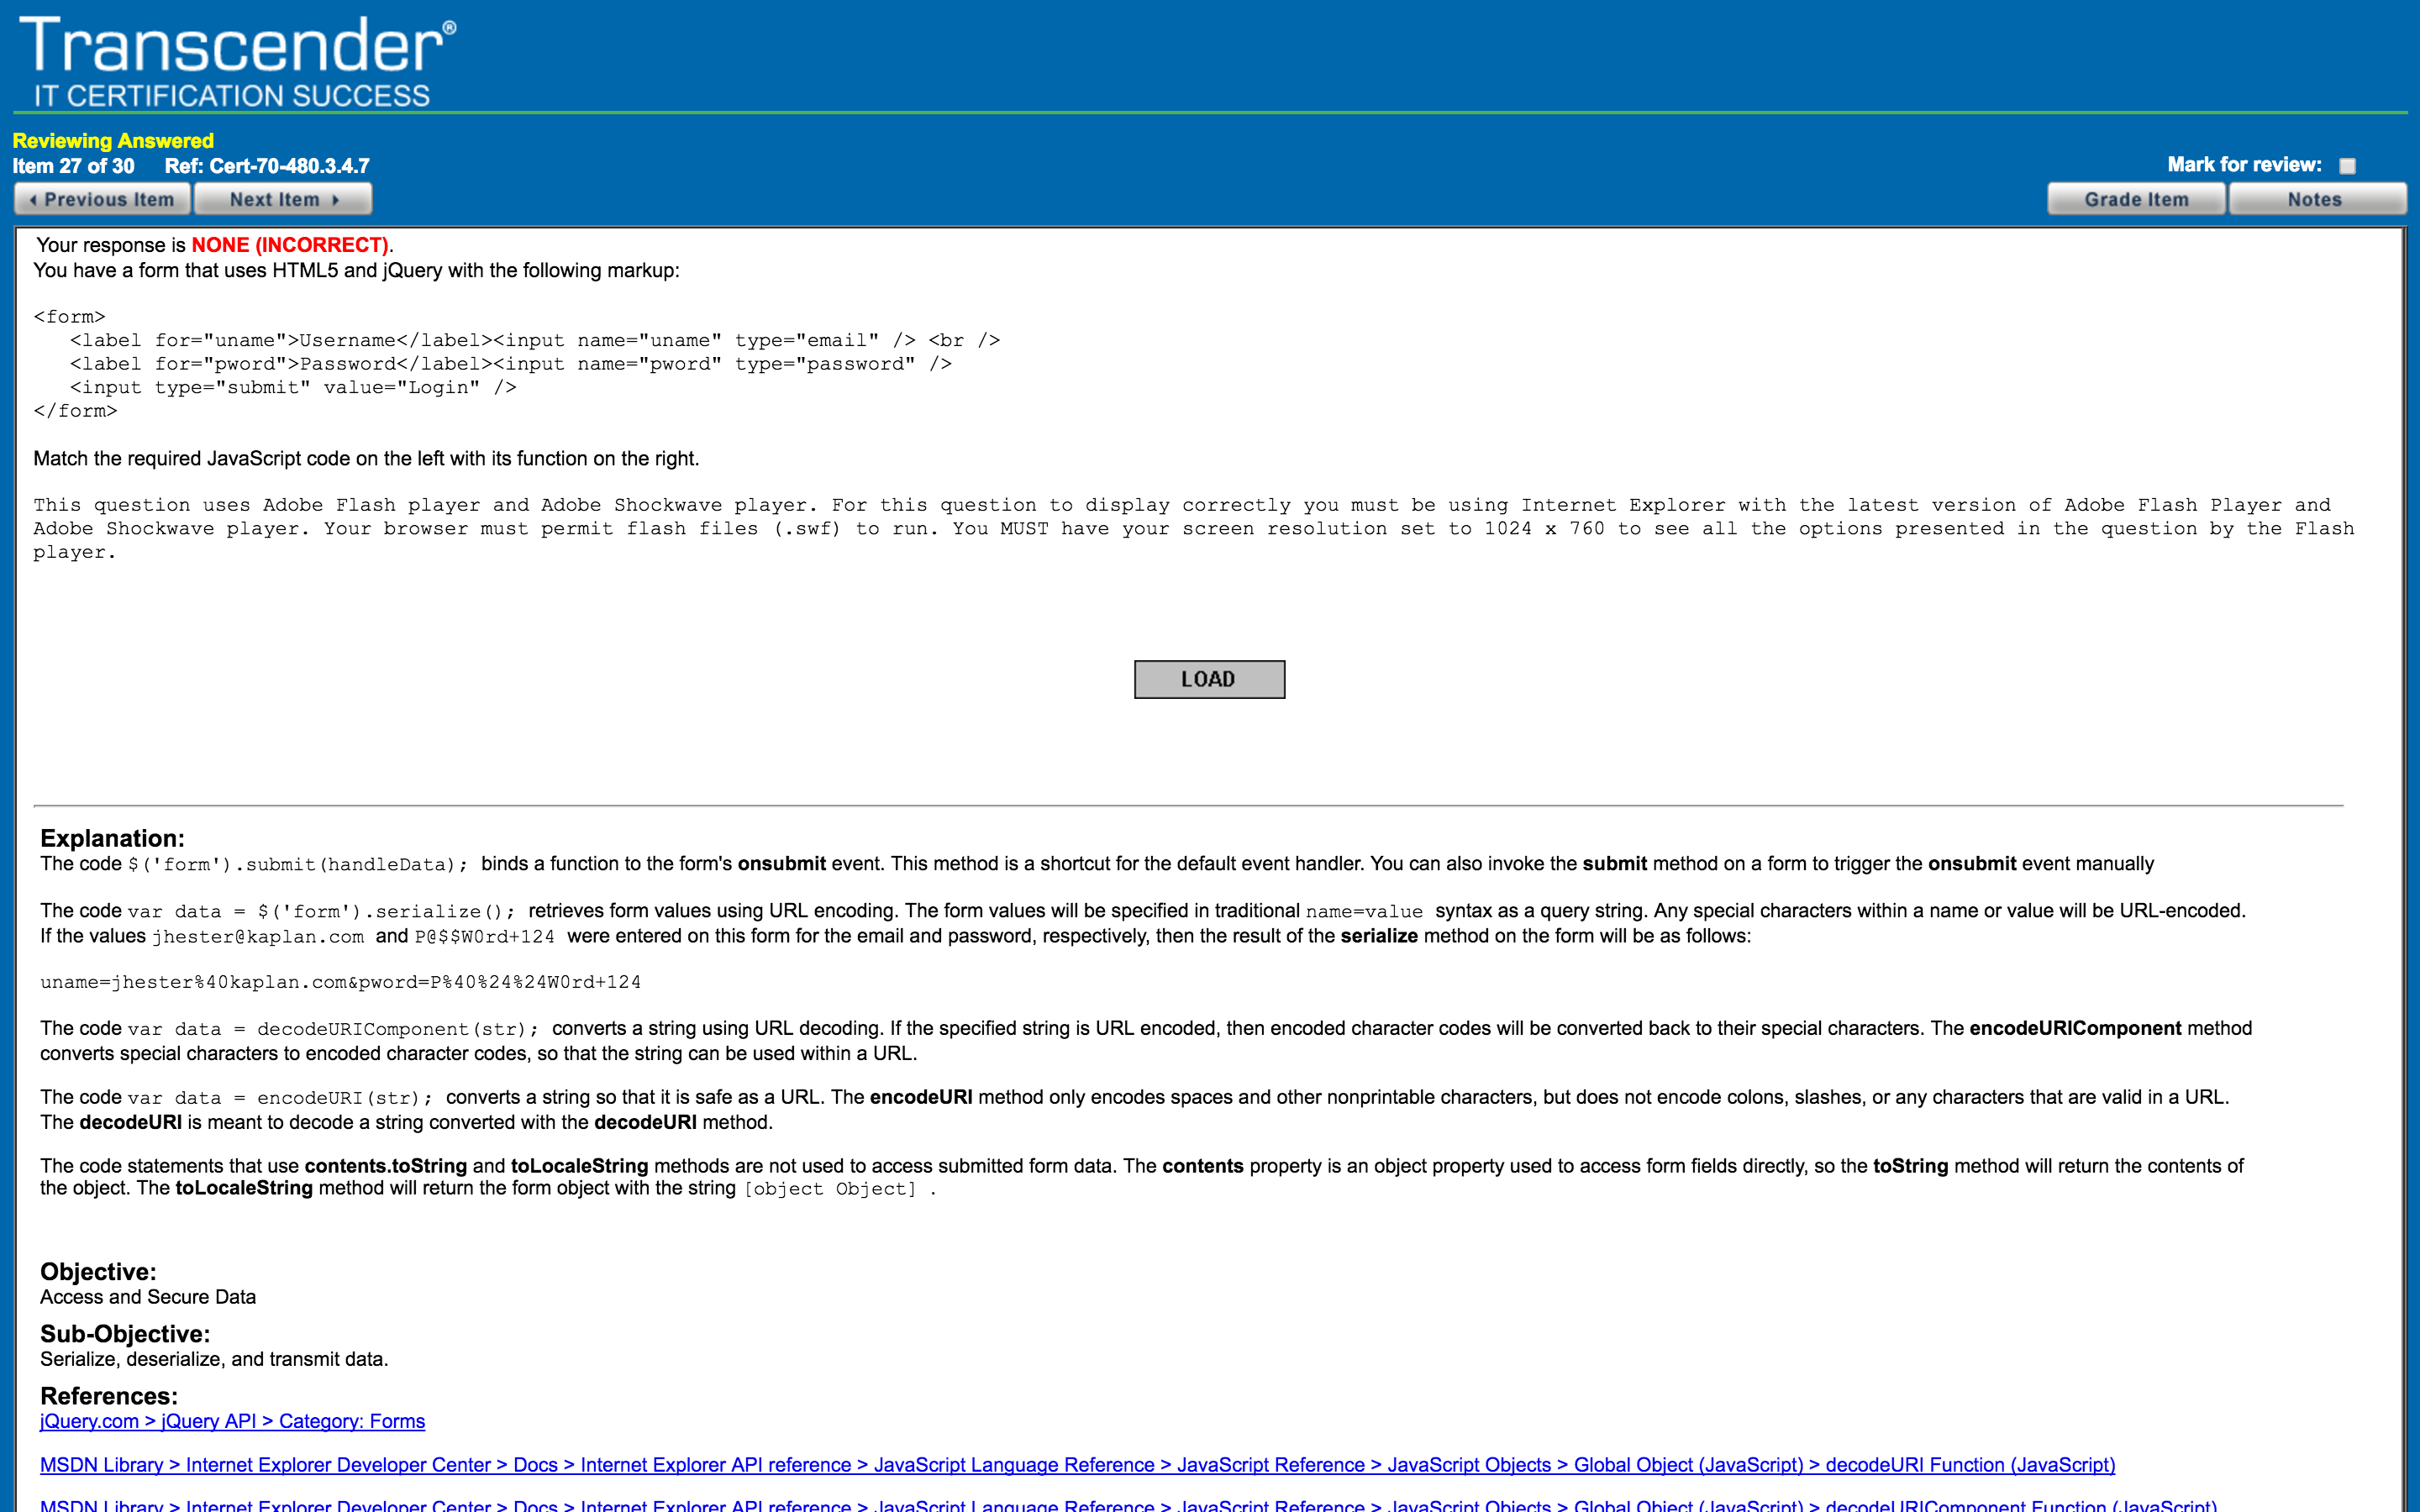 Transcender®
IT CERTIFICATION SUCCESS
Reviewing Answered
Item 27 of 30 Ref: Cert-70-480.3.4.7
Mark for review:
Previous Item Next Item Grade Item Notes
Your response is NONE (INCORRECT).
You have a form that uses HTML5 and jQuery with the following markup:
<form>
<label for="uname">Username</label><input name="uname" type="email" /> <br />
<label for="pword">Password</label><input name="pword" type="password" />
<input type="submit" value="Login" />
</form>
Match the required JavaScript code on the left with its function on the right.
This question uses Adobe Flash player and Adobe Shockwave player. For this question to display correctly you must be using Internet Explorer with the latest version of Adobe Flash Player and
Adobe Shockwave player. Your browser must permit flash files (.swf) to run. You MUST have your screen resolution set to 1024 x 760 to see all the options presented in the question by the Flash
player.
LOAD
Explanation:
The code $('form').submit(handleData); binds a function to the form's onsubmit event. This method is a shortcut for the default event handler. You can also invoke the submit method on a form to trigger the onsubmit event manually
The code var data = $('form').serialize(); retrieves form values using URL encoding. The form values will be specified in traditional name=value syntax as a query string. Any special characters within a name or value will be URL-encoded.
If the values jhester@kaplan.com and P@$$W0rd+124 were entered on this form for the email and password, respectively, then the result of the serialize method on the form will be as follows:
uname=jhester%40kaplan.com&pword=P%40%24%24W0rd+124
The code var data = decodeURIComponent(str); converts a string using URL decoding. If the specified string is URL encoded, then encoded character codes will be converted back to their special characters. The encodeURIComponent method
converts special characters to encoded character codes, so that the string can be used within a URL.
The code var data = encodeURI(str); converts a string so that it is safe as a URL. The encodeURI method only encodes spaces and other nonprintable characters, but does not encode colons, slashes, or any characters that are valid in a URL.
The decodeURI is meant to decode a string converted with the decodeURI method.
The code statements that use contents.toString and toLocaleString methods are not used to access submitted form data. The contents property is an object property used to access form fields directly, so the toString method will return the contents of
the object. The toLocaleString method will return the form object with the string [object Object] .
Objective:
Access and Secure Data
Sub-Objective:
Serialize, deserialize, and transmit data.
References:
jQuery.com > jQuery API > Category: Forms
MSDN Library > Internet Explorer Developer Center > Docs > Internet Explorer API reference > JavaScript Language Reference > JavaScript Reference > JavaScript Objects > Global Object (JavaScript) > decodeURI Function (JavaScript)
MSDN Library > Internet Explorer Developer Center > Docs > Internet Explorer API reference > JavaScript Language Reference > JavaScript Reference > JavaScript Objects > Global Object (JavaScript) > decodeURIComponent Function (JavaScript)